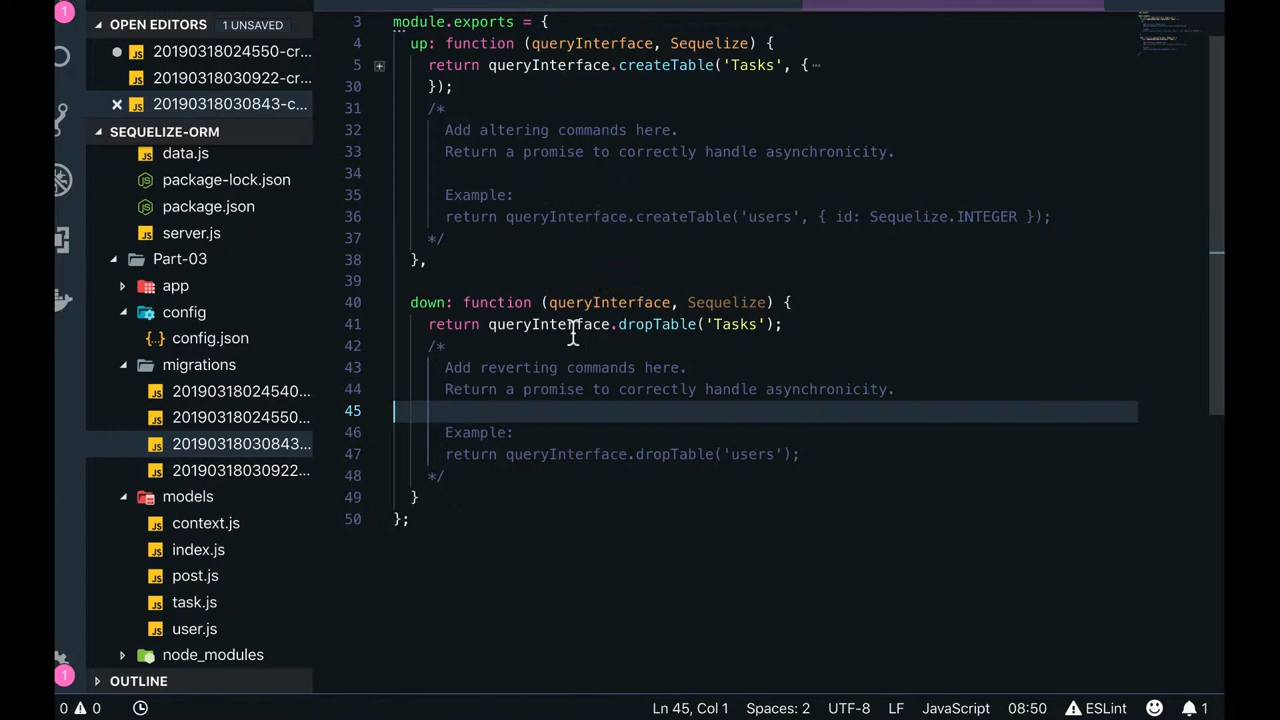 1
OPEN EDITORS 1 UNSAVED
20190318024550-cr...
20190318030922-cr...
20190318030843-c...
SEQUELIZE-ORM
data.js
package-lock.json
package.json
server.js
Part-03
app
config
config.json
migrations
20190318024540...
20190318024550...
20190318030843...
20190318030922...
models
context.js
index.js
post.js
task.js
user.js
node_modules
OUTLINE
1
3 module.exports = {
4 up: function (queryInterface, Sequelize) {
5 return queryInterface.createTable('Tasks', {⋯
30 });
31 /*
32 Add altering commands here.
33 Return a promise to correctly handle asynchronicity.
34
35 Example:
36 return queryInterface.createTable('users', { id: Sequelize.INTEGER });
37 */
38 },
39
40 down: function (queryInterface, Sequelize) {
41 return queryInterface.dropTable('Tasks');
42 /*
43 Add reverting commands here.
44 Return a promise to correctly handle asynchronicity.
45
46 Example:
47 return queryInterface.dropTable('users');
48 */
49 }
50 };
0 0 Ln 45, Col 1 Spaces: 2 UTF-8 LF JavaScript 08:50 ESLint 1